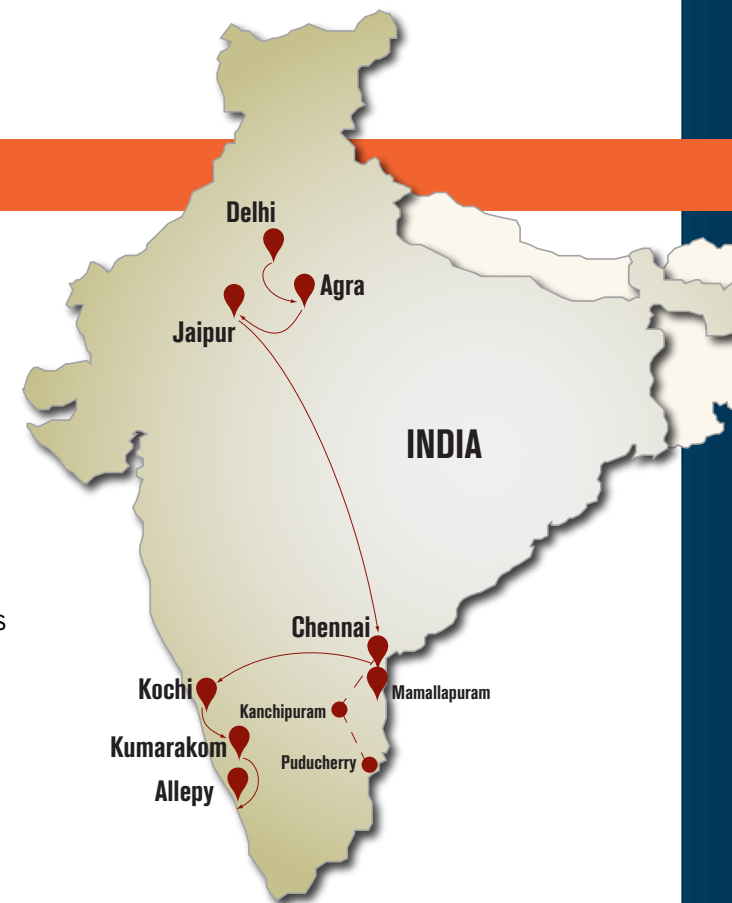 Delhi
Agra
Jaipur
INDIA
s
Chennai
Kochi
Mamallapuram
Kanchipuram
Kumarakom
Puducherry
Allepy